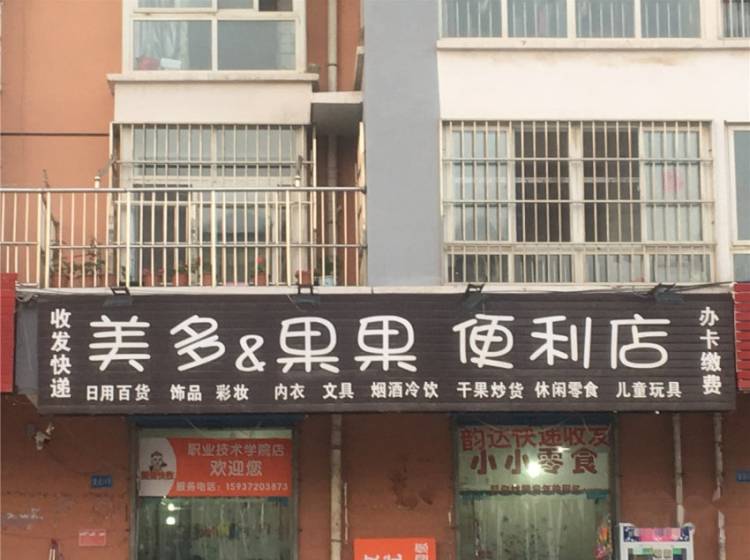 收发快递
美多&果果 便利店
办卡缴费
日用百货 饰品 彩妆 内衣 文具 烟酒冷饮 干果炒货 休闲零食 儿童玩具
职业技术学院店
欢迎您
服务电话:15937203873
韵达快递收发
小小零食